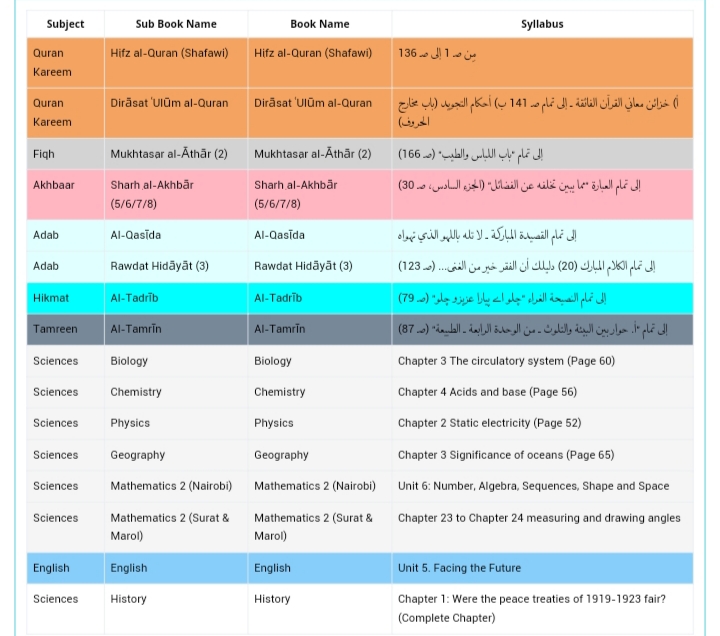 Subject Sub Book Name Book Name Syllabus
Quran Kareem Hifz al-Quran (Shafawi) Hifz al-Quran (Shafawi) من صـ 1 إلى صـ 136
Quran Kareem Dirāsat 'Ulūm al-Quran Dirāsat 'Ulūm al-Quran أ) خزائن معاني القرآن الفائقة ـ إلى تمام صـ 141 ب) أحكام التجويد (باب مخارج الحروف)
Fiqh Mukhtasar al-Āthār (2) Mukhtasar al-Āthār (2) إلى تمام "باب اللباس والطيب" (صـ 166)
Akhbaar Sharh al-Akhbār (5/6/7/8) Sharh al-Akhbār (5/6/7/8) إلى تمام العبارة "مما يبين تخلفه عن الفضائل" (الجزء السادس، صـ 30)
Adab Al-Qasīda Al-Qasīda إلى تمام القصيدة المباركة ـ لا تله باللهو الذي تهواه
Adab Rawdat Hidāyāt (3) Rawdat Hidāyāt (3) إلى تمام الكلام المبارك (20) دليلك أن الفقر خير من الغنى... (صـ 123)
Hikmat Al-Tadrīb Al-Tadrīb إلى تمام النصيحة الغراء "چلو اے پيارا عزيزو چلو" (صـ 79)
Tamreen Al-Tamrīn Al-Tamrīn إلى تمام "أ. حوار بين البيئة والتلوث ـ من الوحدة الرابعة ـ الطبيعة" (صـ 87)
Sciences Biology Biology Chapter 3 The circulatory system (Page 60)
Sciences Chemistry Chemistry Chapter 4 Acids and base (Page 56)
Sciences Physics Physics Chapter 2 Static electricity (Page 52)
Sciences Geography Geography Chapter 3 Significance of oceans (Page 65)
Sciences Mathematics 2 (Nairobi) Mathematics 2 (Nairobi) Unit 6: Number, Algebra, Sequences, Shape and Space
Sciences Mathematics 2 (Surat & Marol) Mathematics 2 (Surat & Marol) Chapter 23 to Chapter 24 measuring and drawing angles
English English English Unit 5. Facing the Future
Sciences History History Chapter 1: Were the peace treaties of 1919-1923 fair? (Complete Chapter)